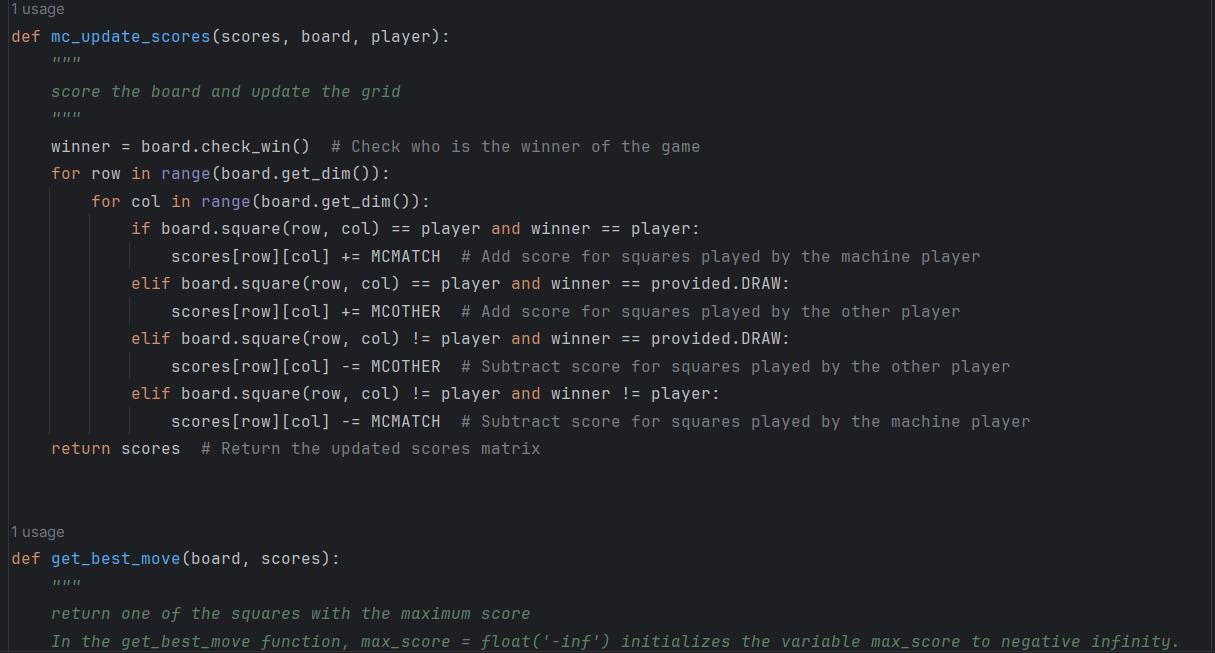 1 usage
def mc_update_scores(scores, board, player):
    """
    score the board and update the grid
    """
    winner = board.check_win()  # Check who is the winner of the game
    for row in range(board.get_dim()):
        for col in range(board.get_dim()):
            if board.square(row, col) == player and winner == player:
                scores[row][col] += MCMATCH  # Add score for squares played by the machine player
            elif board.square(row, col) == player and winner == provided.DRAW:
                scores[row][col] += MCOTHER  # Add score for squares played by the other player
            elif board.square(row, col) != player and winner == provided.DRAW:
                scores[row][col] -= MCOTHER  # Subtract score for squares played by the other player
            elif board.square(row, col) != player and winner != player:
                scores[row][col] -= MCMATCH  # Subtract score for squares played by the machine player
    return scores  # Return the updated scores matrix
1 usage
def get_best_move(board, scores):
    """
    return one of the squares with the maximum score
    In the get_best_move function, max_score = float('-inf') initializes the variable max_score to negative infinity.